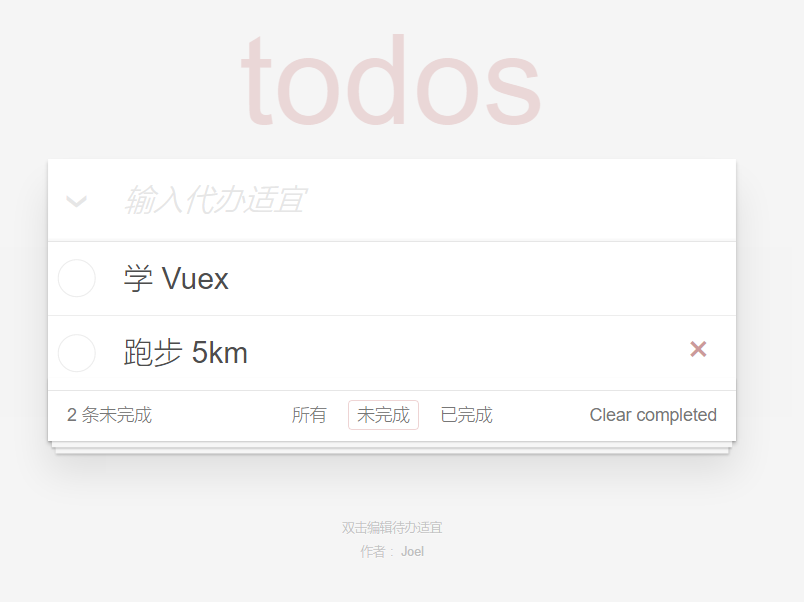 todos
输入代办适宜
学 Vuex
跑步 5km
2 条未完成 所有 未完成 已完成 Clear completed
双击编辑待办适宜
作者： Joel